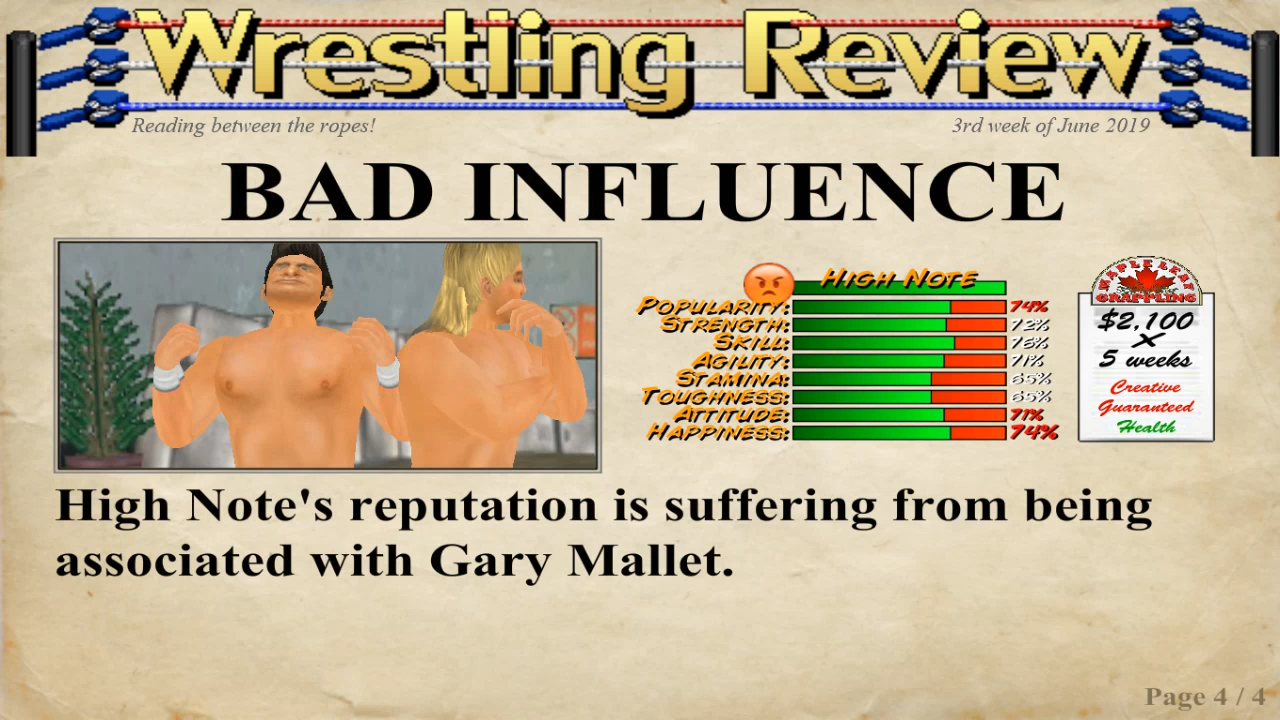 Wrestling Review
Reading between the ropes!
3rd week of June 2019
BAD INFLUENCE
HIGH NOTE
POPULARITY: 74%
STRENGTH: 72%
SKILL: 76%
AGILITY: 71%
STAMINA: 65%
TOUGHNESS: 65%
ATTITUDE: 71%
HAPPINESS: 74%
MAPLE LEAF
GRAPPLING
$2,100
X
5 weeks
Creative
Guaranteed
Health
High Note's reputation is suffering from being
associated with Gary Mallet.
Page 4 / 4